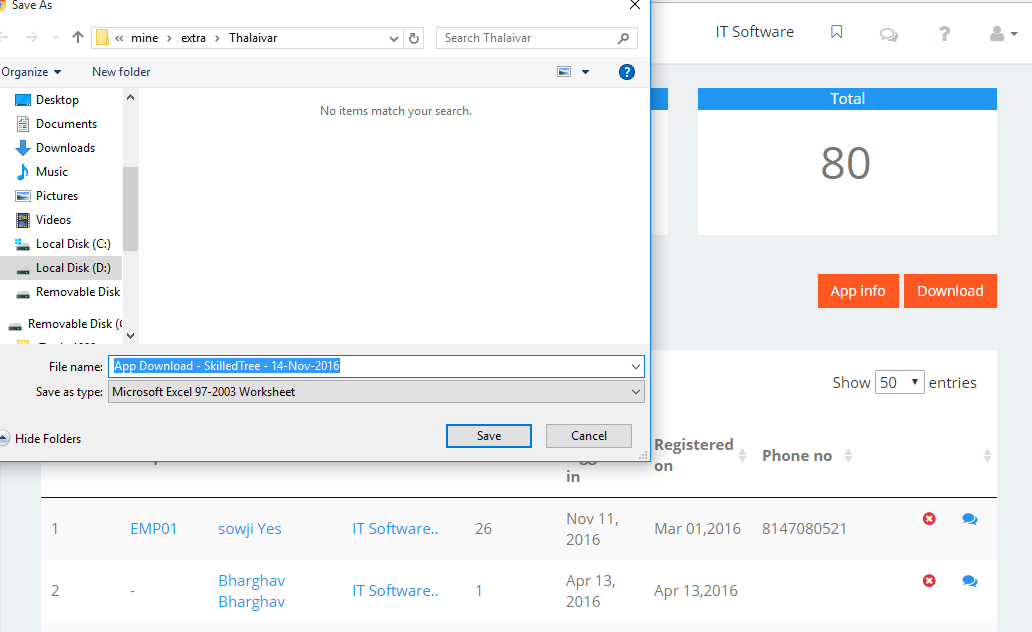 Save As
« mine › extra › Thalaivar
Search Thalaivar
Organize
New folder
?
Desktop
Documents
Downloads
Music
Pictures
Videos
Local Disk (C:)
Local Disk (D:)
Removable Disk
Removable Disk (
No items match your search.
File name: App Download - SkilledTree - 14-Nov-2016
Save as type: Microsoft Excel 97-2003 Worksheet
Hide Folders
Save
Cancel
IT Software
?
Total
80
App info
Download
Show 50 entries
in
Registered
on
Phone no
1 EMP01 sowji Yes IT Software.. 26 Nov 11, 2016 Mar 01,2016 8147080521
2 - Bharghav Bharghav IT Software.. 1 Apr 13, 2016 Apr 13,2016